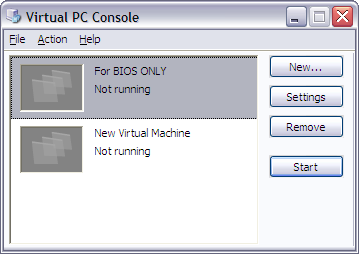 Virtual PC Console
File Action Help
For BIOS ONLY
Not running
New Virtual Machine
Not running
New...
Settings
Remove
Start